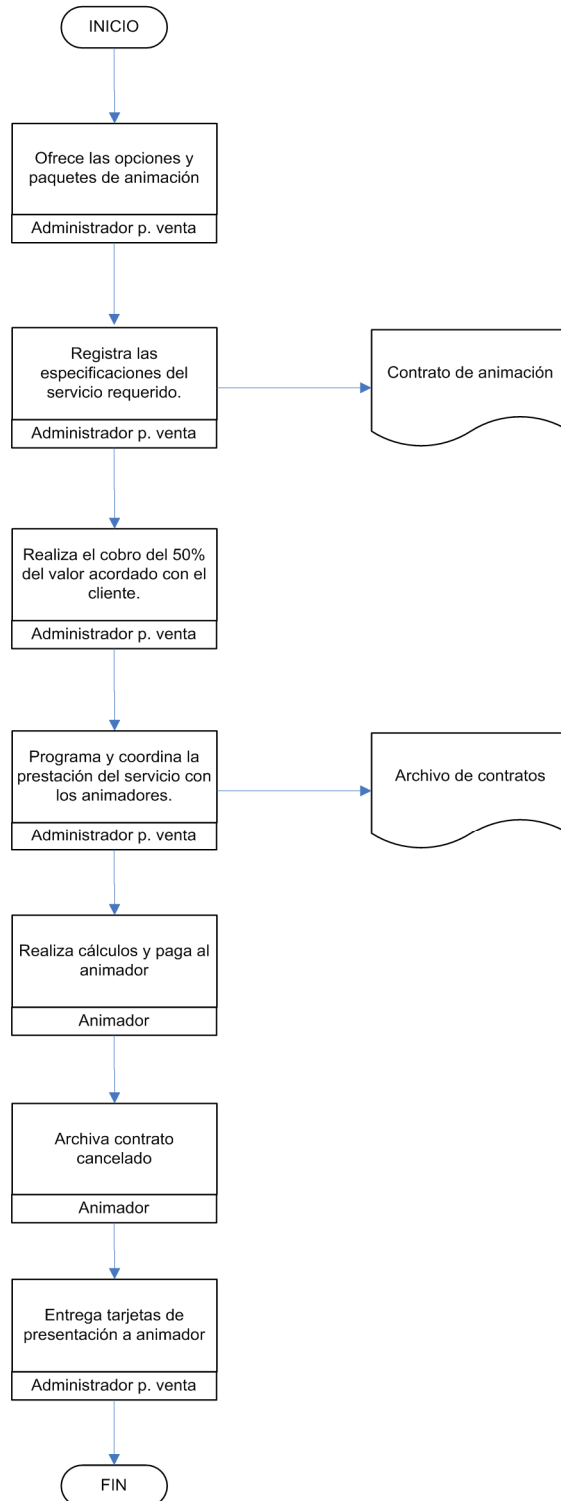 INICIO
Ofrece las opciones y
paquetes de animación
Administrador p. venta
Registra las
especificaciones del
servicio requerido.
Administrador p. venta
Contrato de animación
Realiza el cobro del 50%
del valor acordado con el
cliente.
Administrador p. venta
Programa y coordina la
prestación del servicio con
los animadores.
Administrador p. venta
Archivo de contratos
Realiza cálculos y paga al
animador
Animador
Archiva contrato
cancelado
Animador
Entrega tarjetas de
presentación a animador
Administrador p. venta
FIN